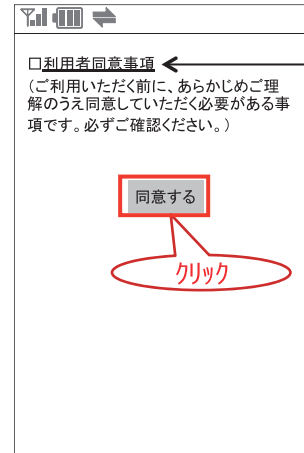 □利用者同意事項
(ご利用いただく前に、あらかじめご理
解のうえ同意していただく必要がある事
項です。必ずご確認ください。)
同意する
クリック